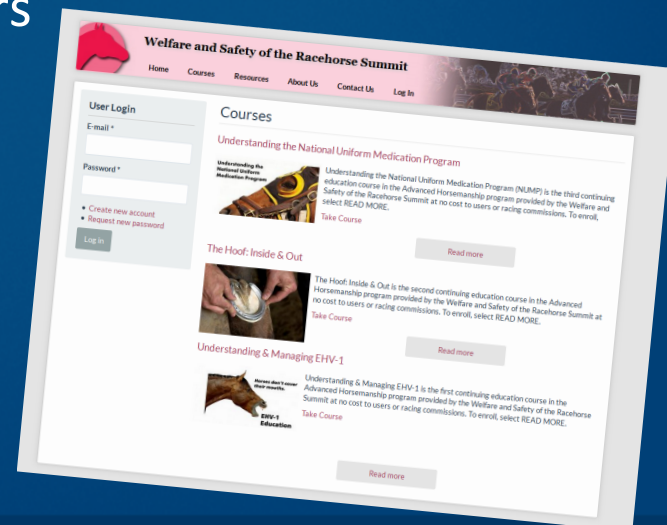 rs
Welfare and Safety of the Racehorse Summit
Home Courses Resources About Us Contact Us Log In
User Login
E-mail *
Password *
Create new account
Request new password
Log in
Courses
Understanding the National Uniform Medication Program
Understanding the
National Uniform
Medication Program
Understanding the National Uniform Medication Program (NUMP) is the third continuing
education course in the Advanced Horsemanship program provided by the Welfare and
Safety of the Racehorse Summit at no cost to users or racing commissions. To enroll,
select READ MORE.
Take Course
Read more
The Hoof: Inside & Out
The Hoof: Inside & Out is the second continuing education course in the Advanced
Horsemanship program provided by the Welfare and Safety of the Racehorse Summit at
no cost to users or racing commissions. To enroll, select READ MORE.
Take Course
Read more
Understanding & Managing EHV-1
Horses don't cover
their mouths.
EHV-1
Education
Understanding & Managing EHV-1 is the first continuing education course in the
Advanced Horsemanship program provided by the Welfare and Safety of the Racehorse
Summit at no cost to users or racing commissions. To enroll, select READ MORE.
Take Course
Read more